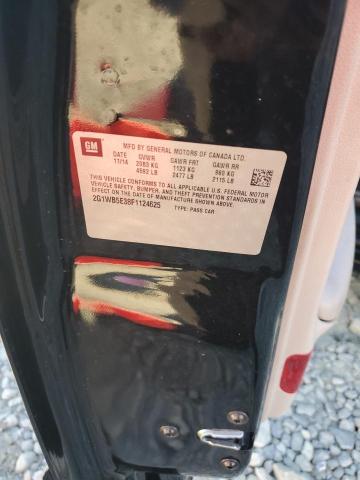 GM
MFD BY GENERAL MOTORS OF CANADA LTD.
DATE GVWR GAWR FRT GAWR RR
11/14 2083 KG 1123 KG 960 KG
4592 LB 2477 LB 2115 LB
THIS VEHICLE CONFORMS TO ALL APPLICABLE U.S. FEDERAL MOTOR
VEHICLE SAFETY, BUMPER, AND THEFT PREVENTION STANDARDS IN
EFFECT ON THE DATE OF MANUFACTURE SHOWN ABOVE.
2G1WB5E38F1124625 TYPE: PASS CAR